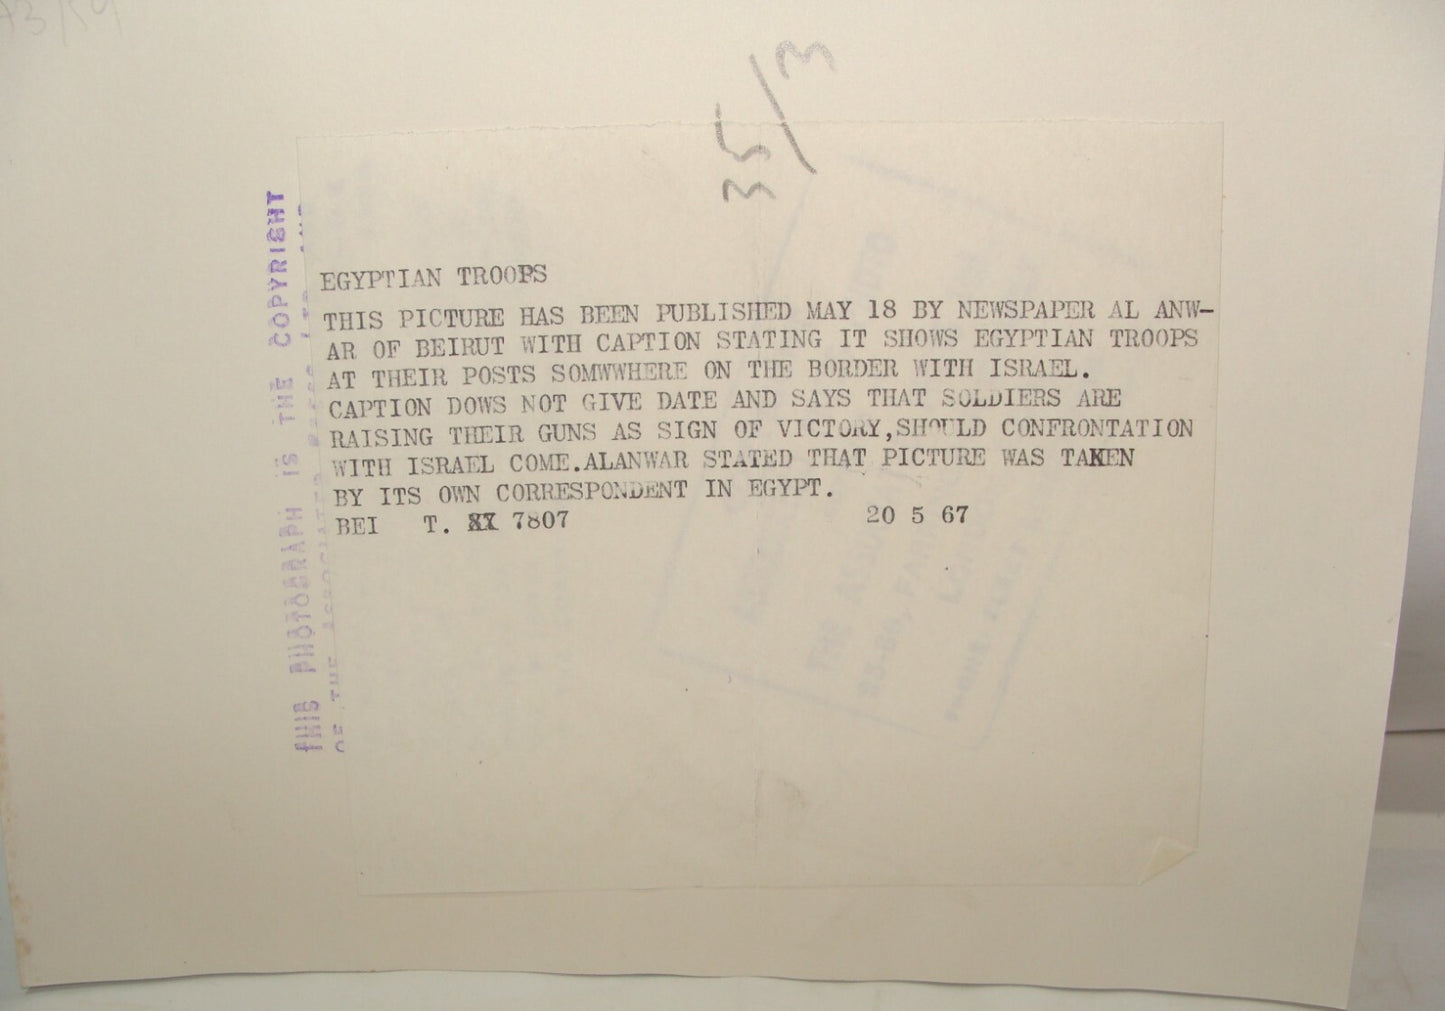 35/3
EGYPTIAN TROOPS
THIS PICTURE HAS BEEN PUBLISHED MAY 18 BY NEWSPAPER AL ANW-
AR OF BEIRUT WITH CAPTION STATING IT SHOWS EGYPTIAN TROOPS
AT THEIR POSTS SOMWWHERE ON THE BORDER WITH ISRAEL.
CAPTION DOWS NOT GIVE DATE AND SAYS THAT SOLDIERS ARE
RAISING THEIR GUNS AS SIGN OF VICTORY,SHOULD CONFRONTATION
WITH ISRAEL COME.ALANWAR STATED THAT PICTURE WAS TAKEN
BY ITS OWN CORRESPONDENT IN EGYPT.
BEI T. 7807 20 5 67
THIS PHOTOGRAPH IS THE COPYRIGHT
OF THE